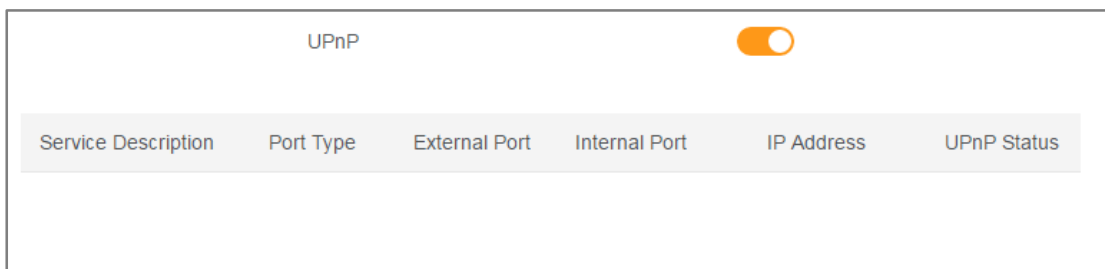 UPnP
Service Description Port Type External Port Internal Port IP Address UPnP Status